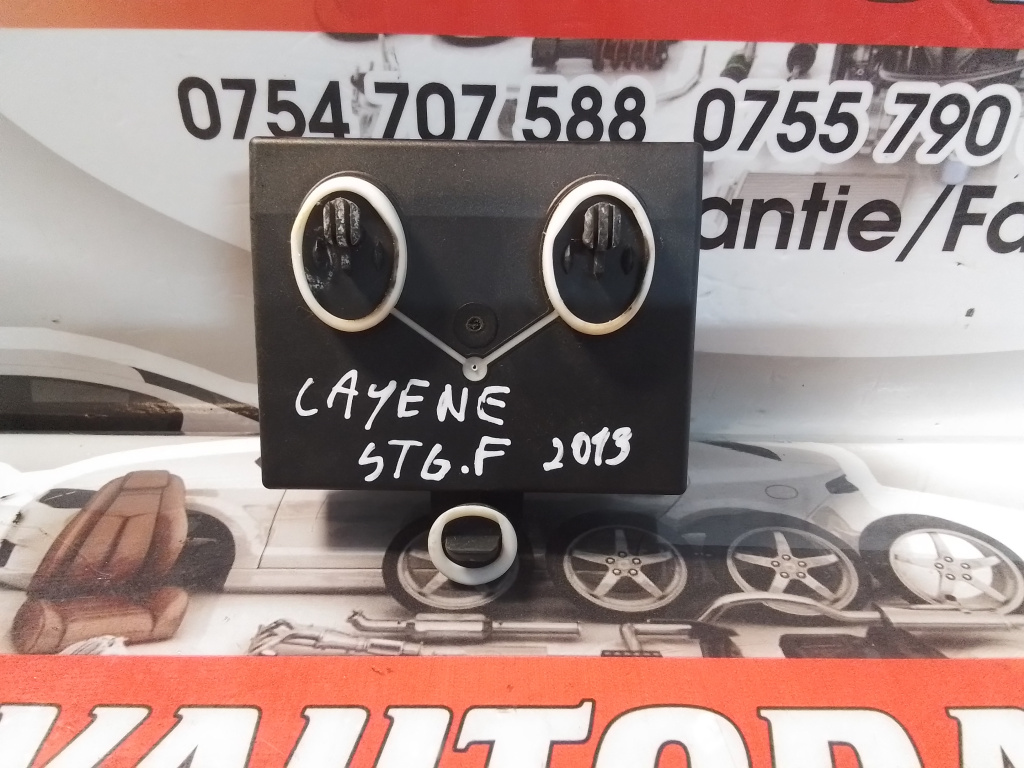 0754 707 588 0755 790
antie/Fa
CAYENE
STG.F 2013